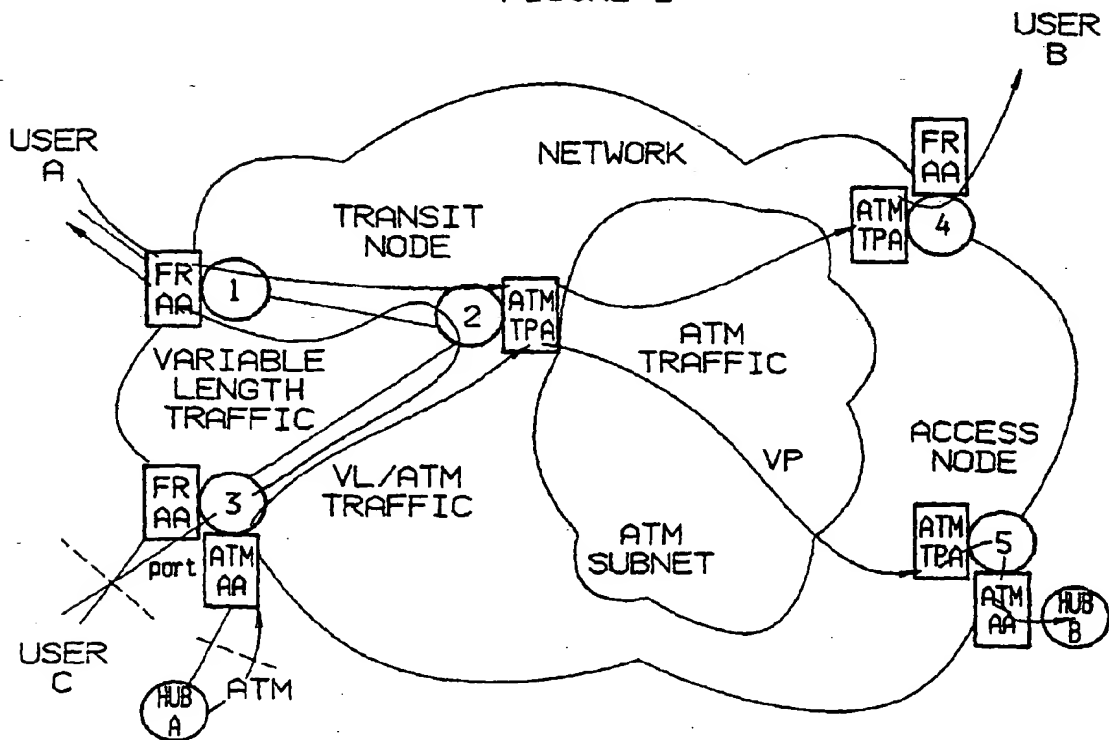 USER
B
USER
A
NETWORK
FR
AA
ATM
TPA
4
TRANSIT
NODE
FR
AA
1
2
ATM
TPA
ATM
TRAFFIC
VARIABLE
LENGTH
TRAFFIC
ACCESS
NODE
VP
FR
AA
3
VL/ATM
TRAFFIC
ATM
SUBNET
ATM
TPA
5
port
ATM
AA
ATM
AA
HUB
B
USER
C
HUB
A
ATM